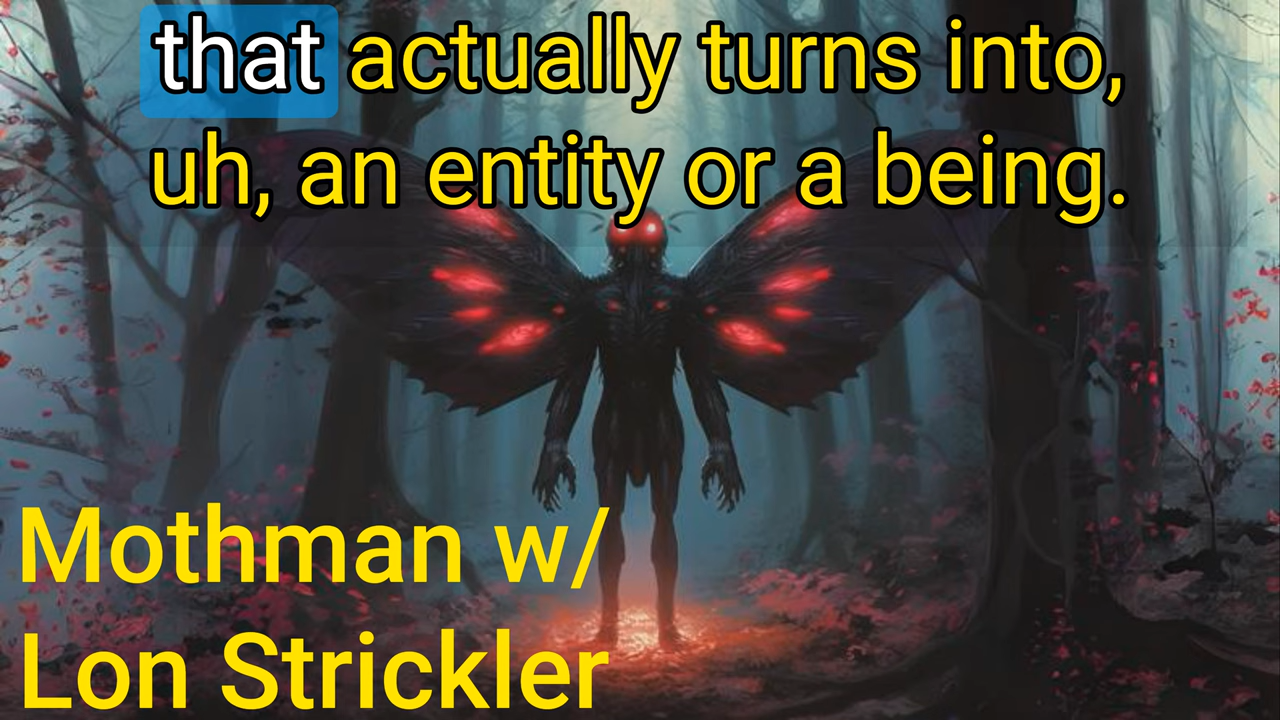 that actually turns into,
uh, an entity or a being.
Mothman w/
Lon Strickler